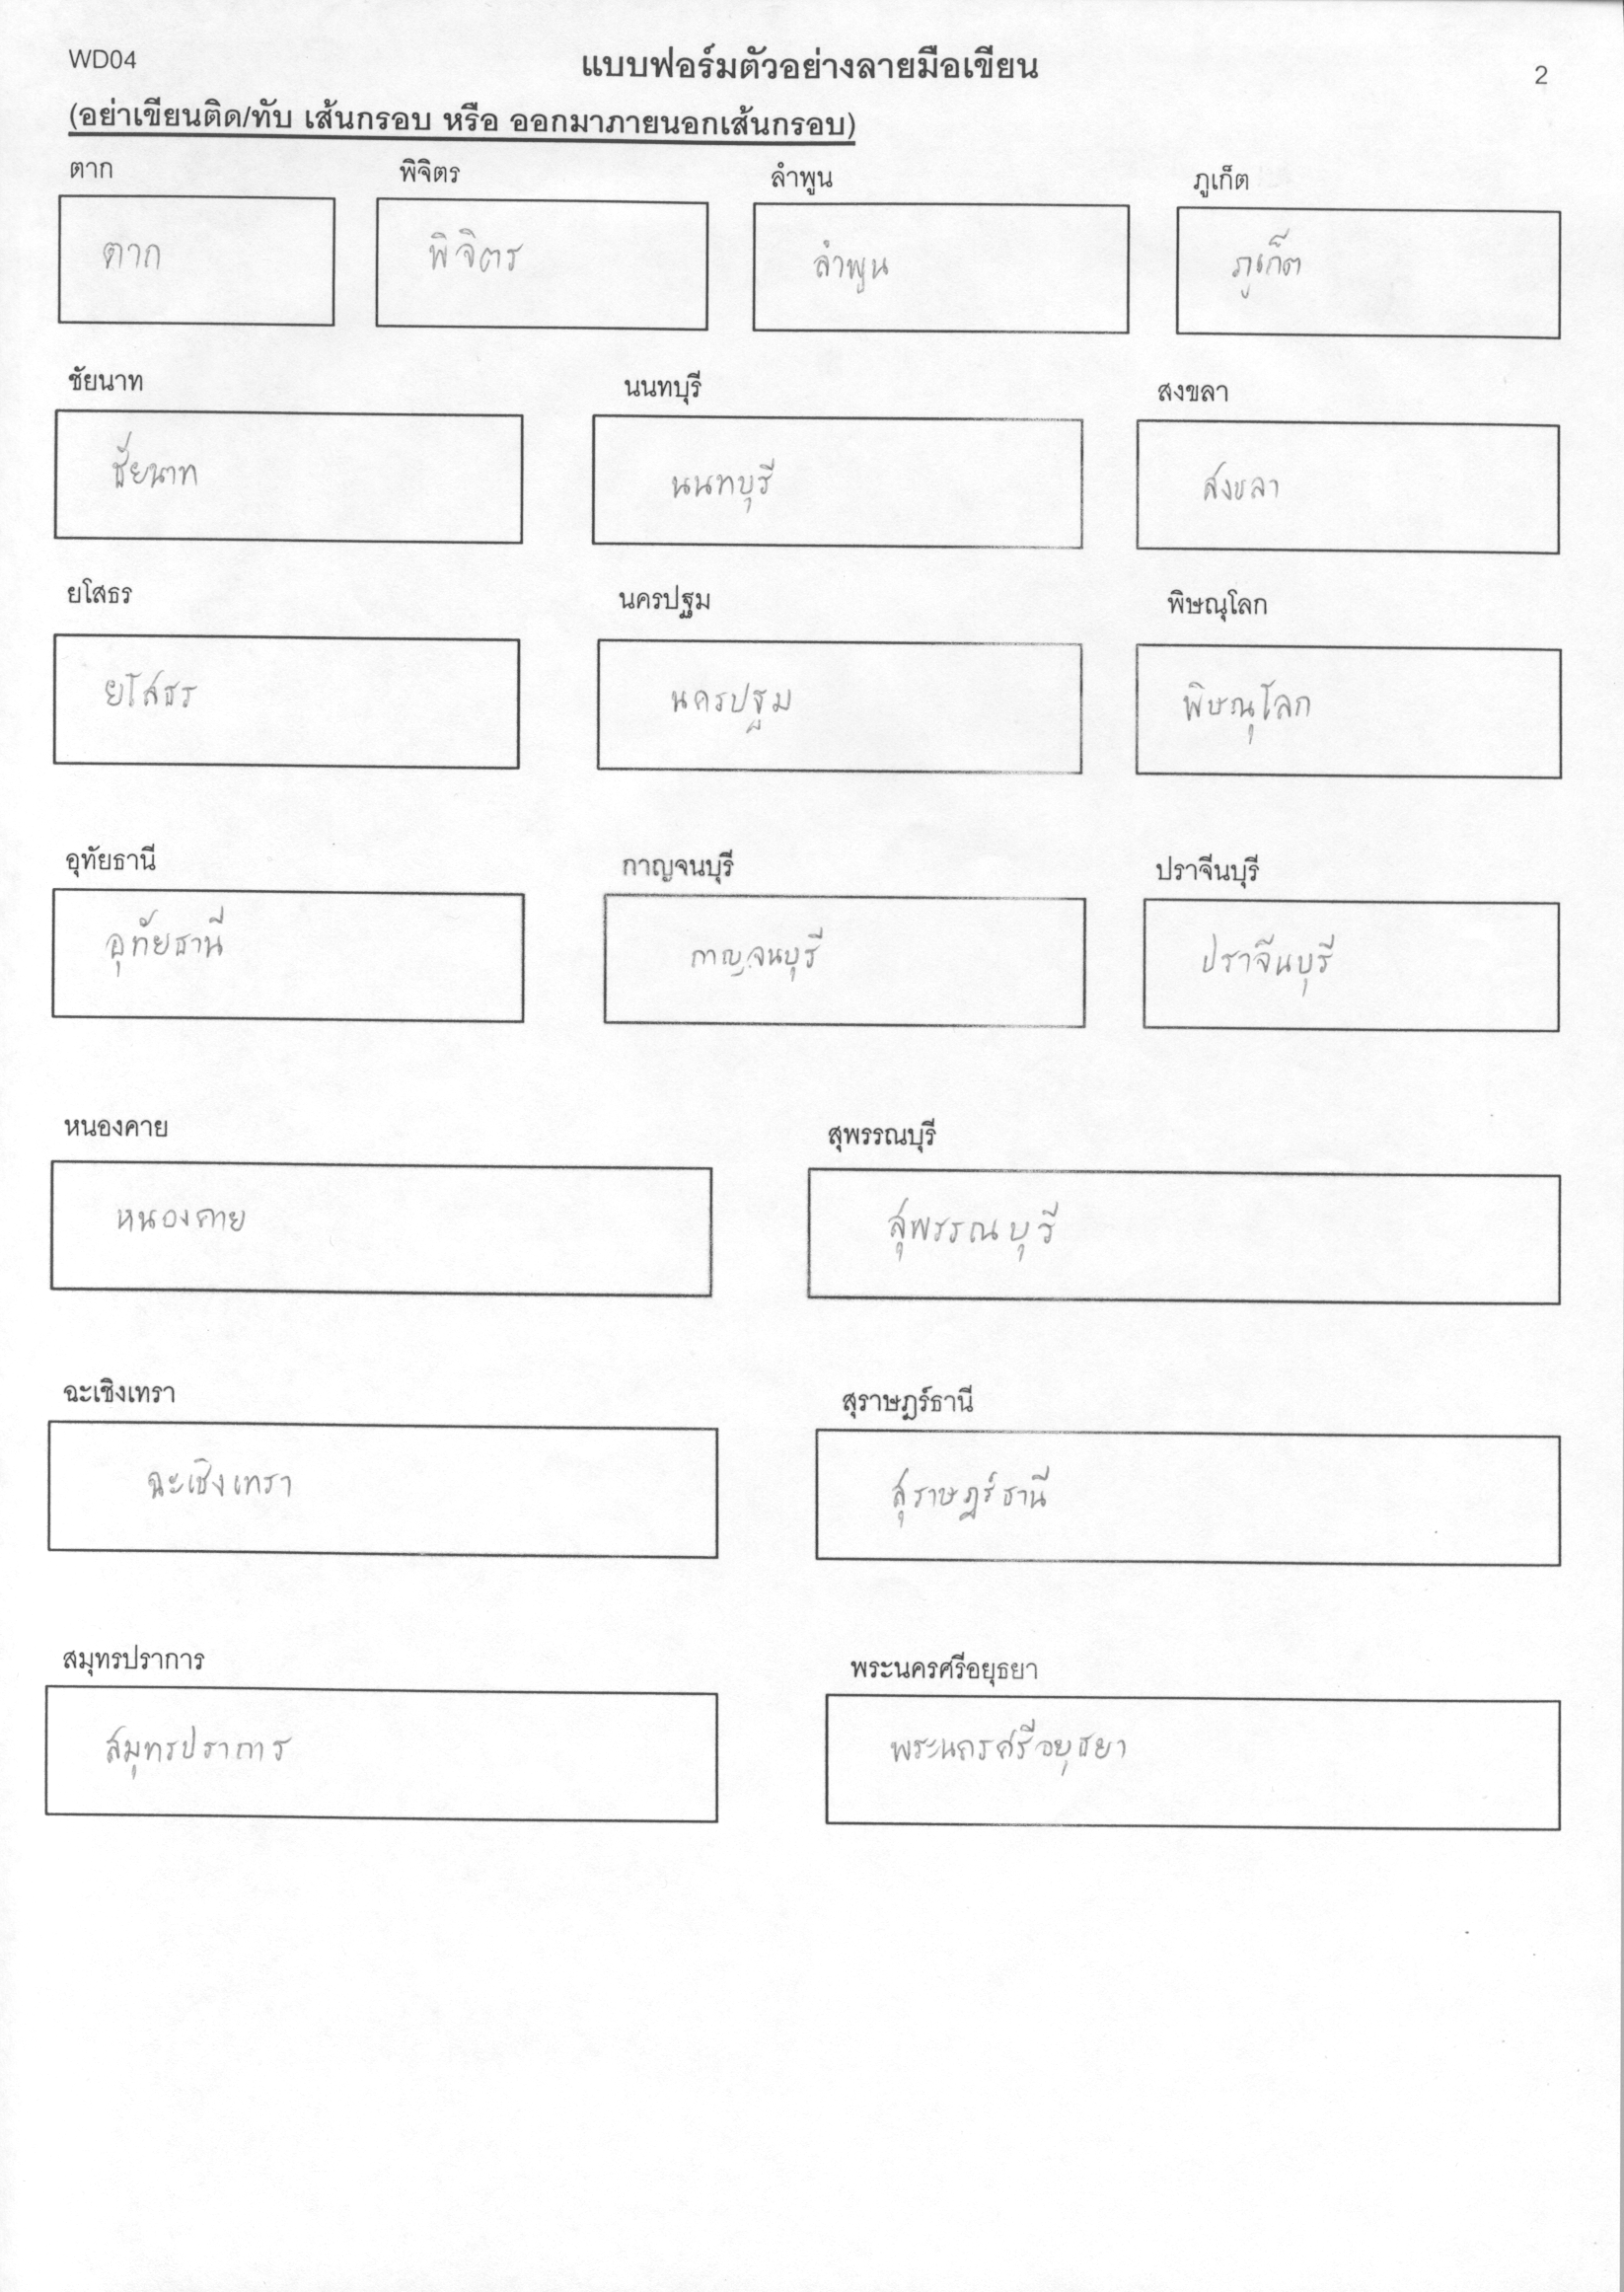 WD04 แบบฟอร์มตัวอย่างลายมือเขียน 2
(อย่าเขียนติด/ทับ เส้นกรอบ หรือ ออกมาภายนอกเส้นกรอบ)
ตาก พิจิตร ลำพูน ภูเก็ต
ตาก พิจิตร ลำพูน ภูเก็ต
ชัยนาท นนทบุรี สงขลา
ชัยนาท นนทบุรี สงขลา
ยโสธร นครปฐม พิษณุโลก
ยโสธร นครปฐม พิษณุโลก
อุทัยธานี กาญจนบุรี ปราจีนบุรี
อุทัยธานี กาญจนบุรี ปราจีนบุรี
หนองคาย สุพรรณบุรี
หนองคาย สุพรรณบุรี
ฉะเชิงเทรา สุราษฎร์ธานี
ฉะเชิงเทรา สุราษฎร์ธานี
สมุทรปราการ พระนครศรีอยุธยา
สมุทรปราการ พระนครศรีอยุธยา